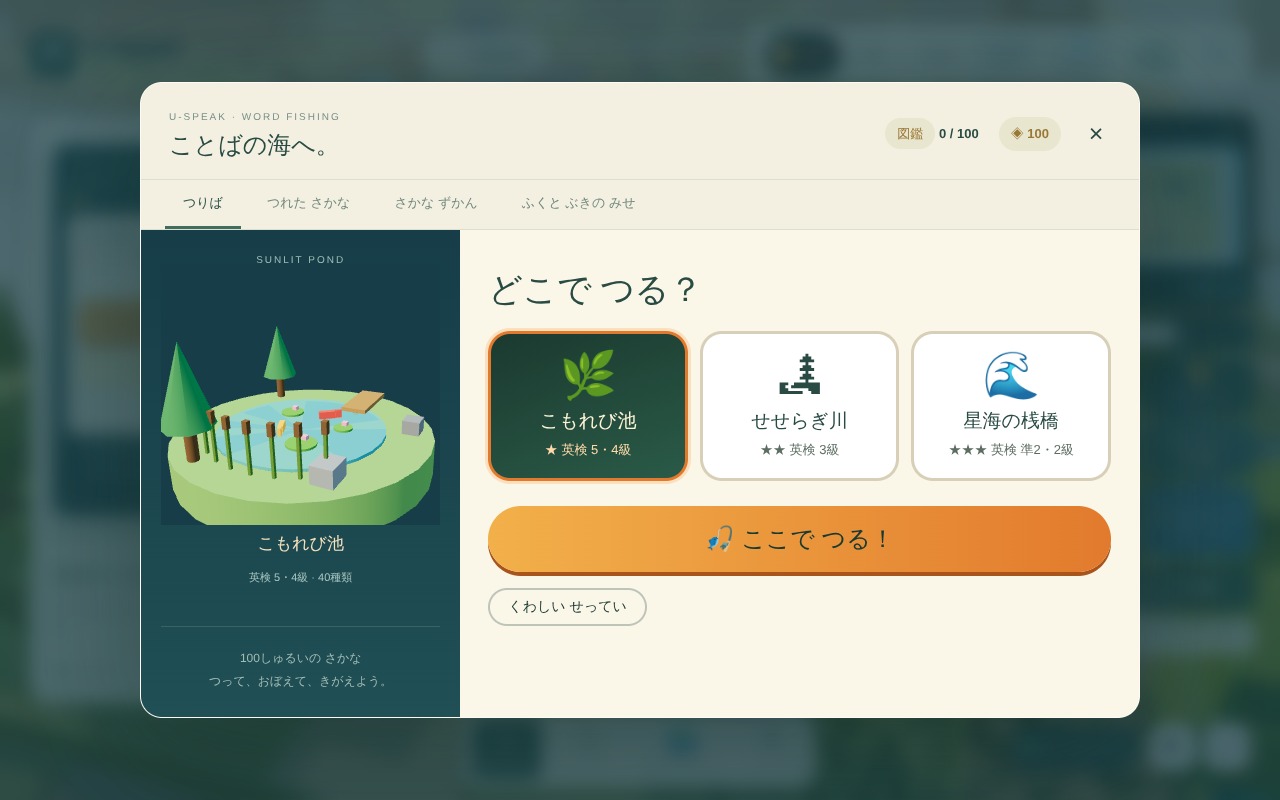 U-SPEAK · WORD FISHING
ことばの海へ。
図鑑 0 / 100
◈ 100
✕
つりば
つれた さかな
さかな ずかん
ふくと ぶきの みせ
SUNLIT POND
こもれび池
英検 5・4級 · 40種類
100しゅるいの さかな
つって、おぼえて、きがえよう。
どこで つる？
こもれび池
★ 英検 5・4級
せせらぎ川
★★ 英検 3級
星海の桟橋
★★★ 英検 準2・2級
🎣 ここで つる！
くわしい せってい